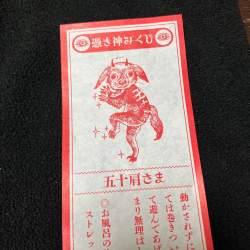 五十肩さま
動かされずに
ては巻きつ
て遊んであげ
まり無理は
◎お風呂の
ストレッ